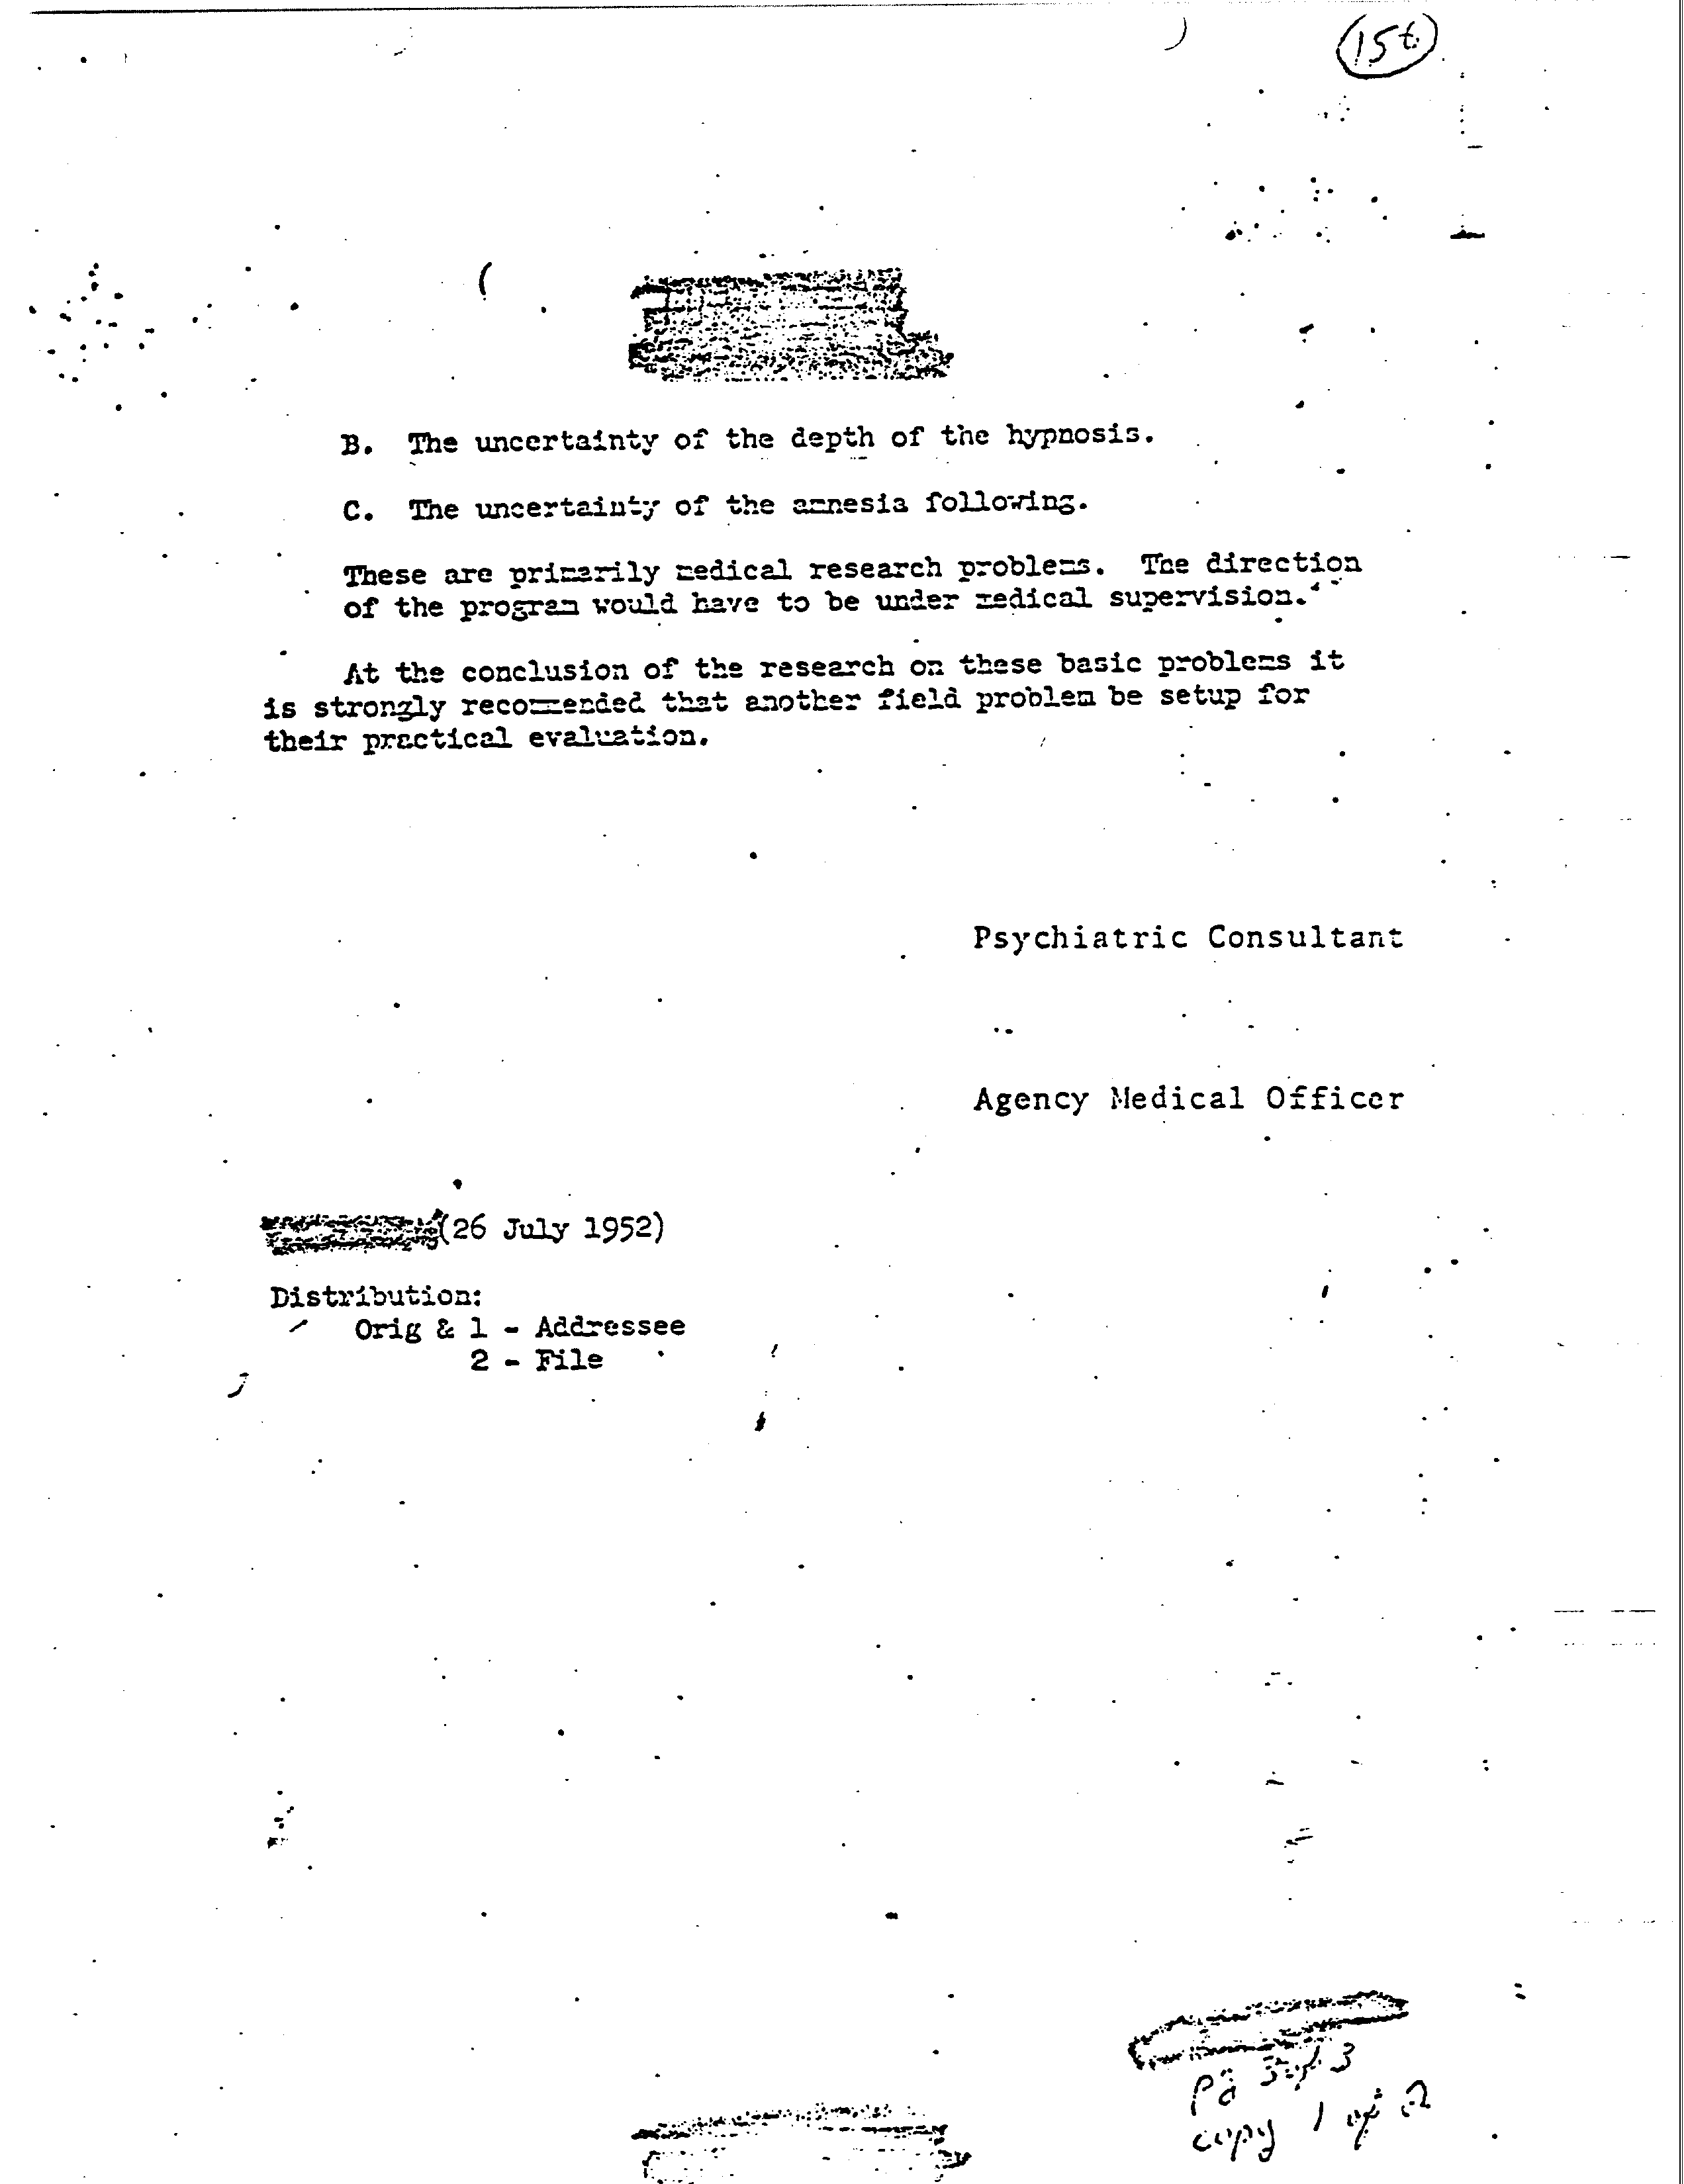 (15t)
B. The uncertainty of the depth of the hypnosis.
C. The uncertainty of the amnesia following.
These are primarily medical research problems. The direction
of the program would have to be under medical supervision."
At the conclusion of the research on these basic problems it
is strongly recommended that another field problem be setup for
their practical evaluation.
Psychiatric Consultant
Agency Medical Officer
(26 July 1952)
Distribution:
Orig & 1 - Addressee
2 - File
pg 3 of 3
copy 1 of 2